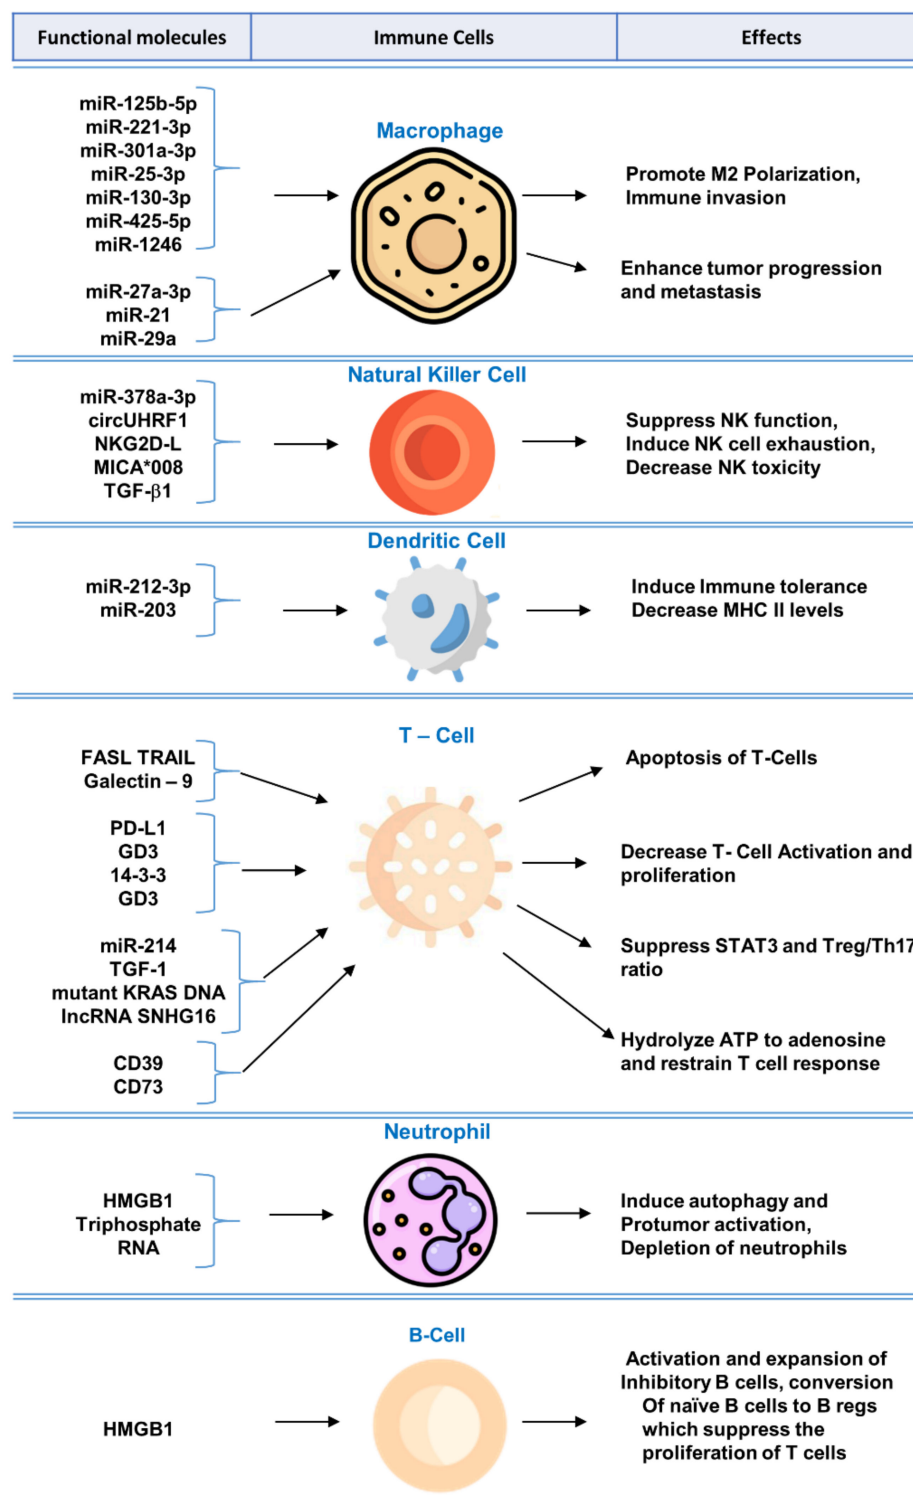 Functional molecules
Immune Cells
Effects
miR-125b-5p
miR-221-3p
miR-301a-3p
miR-25-3p
miR-130-3p
miR-425-5p
miR-1246
miR-27a-3p
miR-21
miR-29a
Macrophage
Promote M2 Polarization,
Immune invasion
Enhance tumor progression
and metastasis
miR-378a-3p
circUHRF1
NKG2D-L
MICA*008
TGF-β1
Natural Killer Cell
Suppress NK function,
Induce NK cell exhaustion,
Decrease NK toxicity
miR-212-3p
miR-203
Dendritic Cell
Induce Immune tolerance
Decrease MHC II levels
FASL TRAIL
Galectin – 9
PD-L1
GD3
14-3-3
GD3
miR-214
TGF-1
mutant KRAS DNA
lncRNA SNHG16
CD39
CD73
T – Cell
Apoptosis of T-Cells
Decrease T- Cell Activation and
proliferation
Suppress STAT3 and Treg/Th17
ratio
Hydrolyze ATP to adenosine
and restrain T cell response
HMGB1
Triphosphate
RNA
Neutrophil
Induce autophagy and
Protumor activation,
Depletion of neutrophils
HMGB1
B-Cell
Activation and expansion of
Inhibitory B cells, conversion
Of naïve B cells to B regs
which suppress the
proliferation of T cells